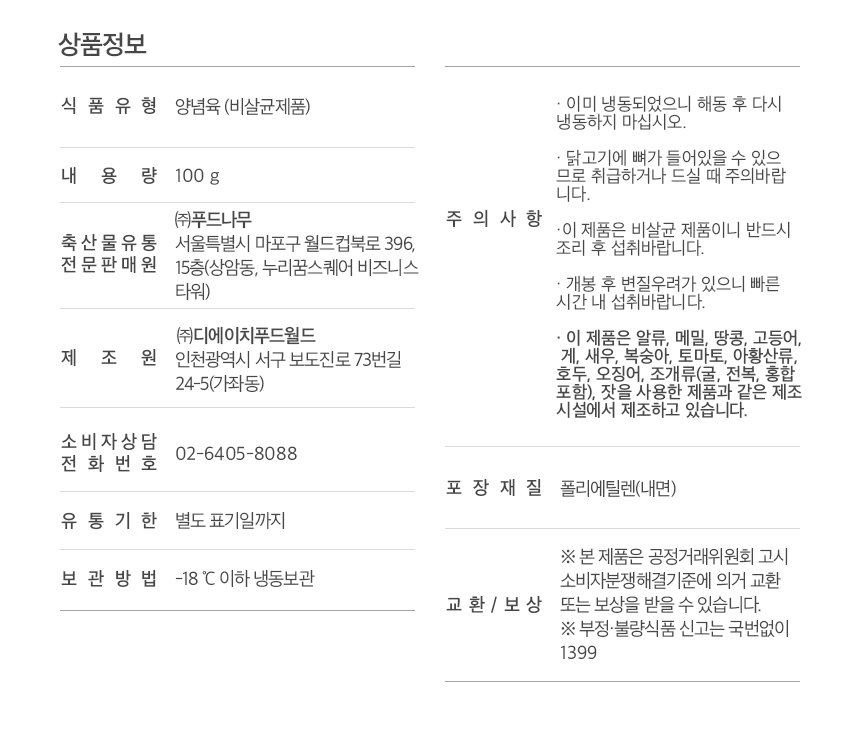 상품정보
식품유형 양념육 (비살균제품)
내용량 100 g
축산물유통
전문판매원
㈜푸드나무
서울특별시 마포구 월드컵북로 396,
15층(상암동, 누리꿈스퀘어 비즈니스
타워)
제조원
㈜디에이치푸드월드
인천광역시 서구 보도진로 73번길
24-5(가좌동)
소비자상담
전화번호
02-6405-8088
유통기한 별도 표기일까지
보관방법 -18 ℃ 이하 냉동보관
주의사항
· 이미 냉동되었으니 해동 후 다시
냉동하지 마십시오.
· 닭고기에 뼈가 들어있을 수 있으
므로 취급하거나 드실 때 주의바랍
니다.
·이 제품은 비살균 제품이니 반드시
조리 후 섭취바랍니다.
· 개봉 후 변질우려가 있으니 빠른
시간 내 섭취바랍니다.
· 이 제품은 알류, 메밀, 땅콩, 고등어,
게, 새우, 복숭아, 토마토, 아황산류,
호두, 오징어, 조개류(굴, 전복, 홍합
포함), 잣을 사용한 제품과 같은 제조
시설에서 제조하고 있습니다.
포장재질 폴리에틸렌(내면)
교환/보상
※ 본 제품은 공정거래위원회 고시
소비자분쟁해결기준에 의거 교환
또는 보상을 받을 수 있습니다.
※ 부정·불량식품 신고는 국번없이
1399